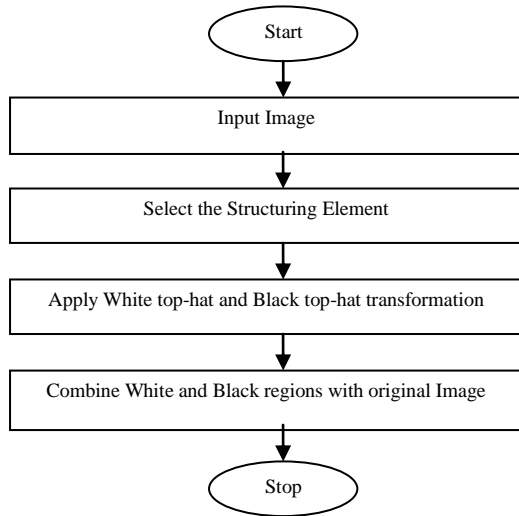 Start
Input Image
Select the Structuring Element
Apply White top-hat and Black top-hat transformation
Combine White and Black regions with original Image
Stop